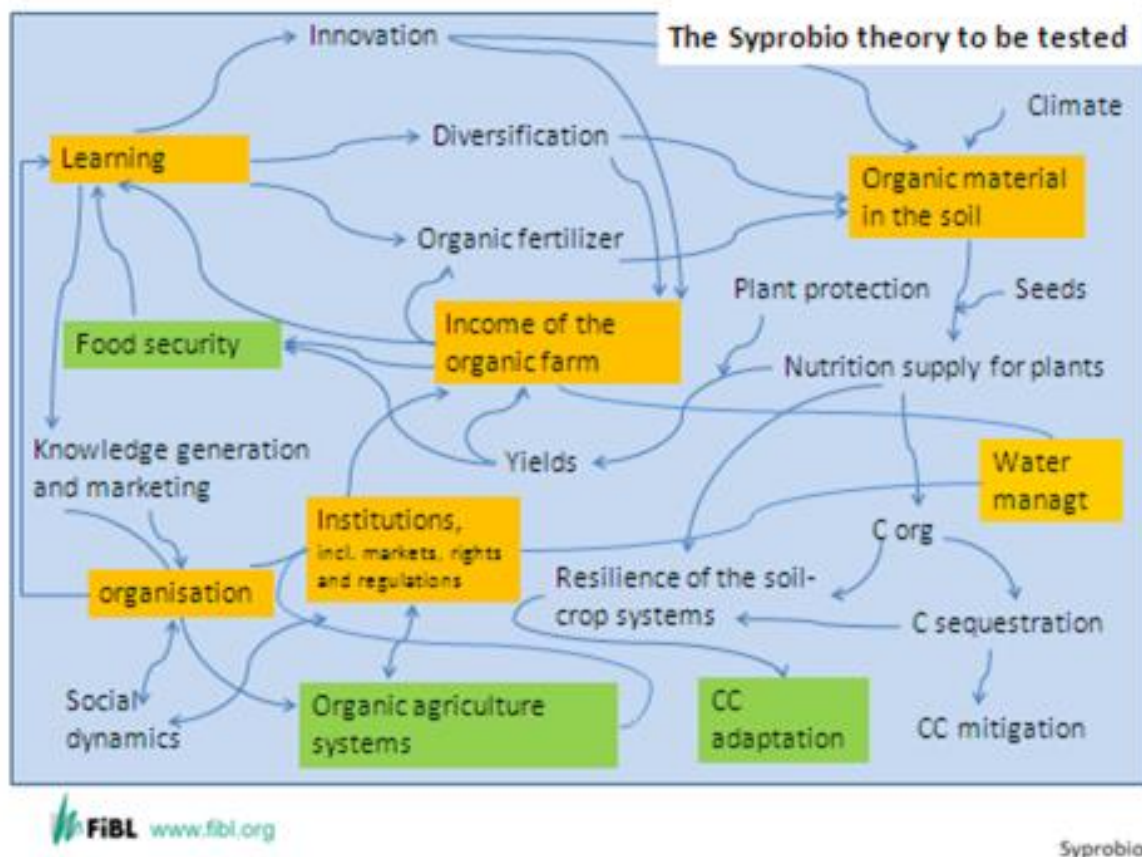 The Syprobio theory to be tested
Innovation
Climate
Diversification
Learning
Organic material
in the soil
Organic fertilizer
Plant protection
Seeds
Income of the
organic farm
Food security
Nutrition supply for plants
Knowledge generation
and marketing
Yields
Water
managt
Institutions,
incl. markets, rights
and regulations
C org
Resilience of the soil-
crop systems
organisation
C sequestration
Social
dynamics
Organic agriculture
systems
CC
adaptation
CC mitigation
FiBL www.fibl.org
Syprobio